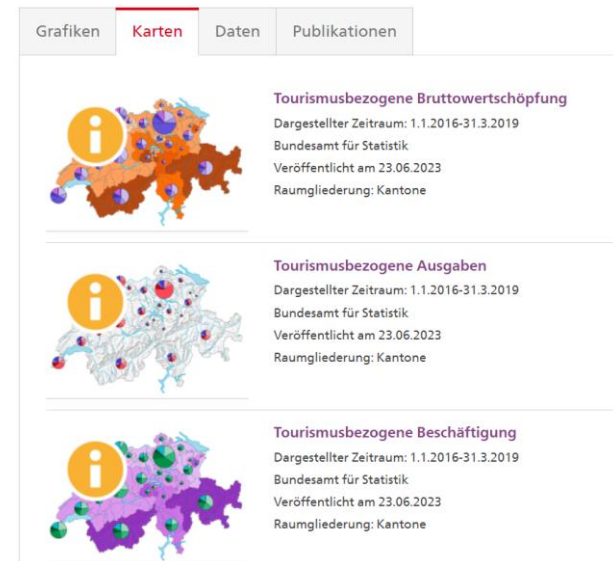 Grafiken Karten Daten Publikationen
Tourismusbezogene Bruttowertschöpfung
Dargestellter Zeitraum: 1.1.2016-31.3.2019
Bundesamt für Statistik
Veröffentlicht am 23.06.2023
Raumgliederung: Kantone
Tourismusbezogene Ausgaben
Dargestellter Zeitraum: 1.1.2016-31.3.2019
Bundesamt für Statistik
Veröffentlicht am 23.06.2023
Raumgliederung: Kantone
Tourismusbezogene Beschäftigung
Dargestellter Zeitraum: 1.1.2016-31.3.2019
Bundesamt für Statistik
Veröffentlicht am 23.06.2023
Raumgliederung: Kantone